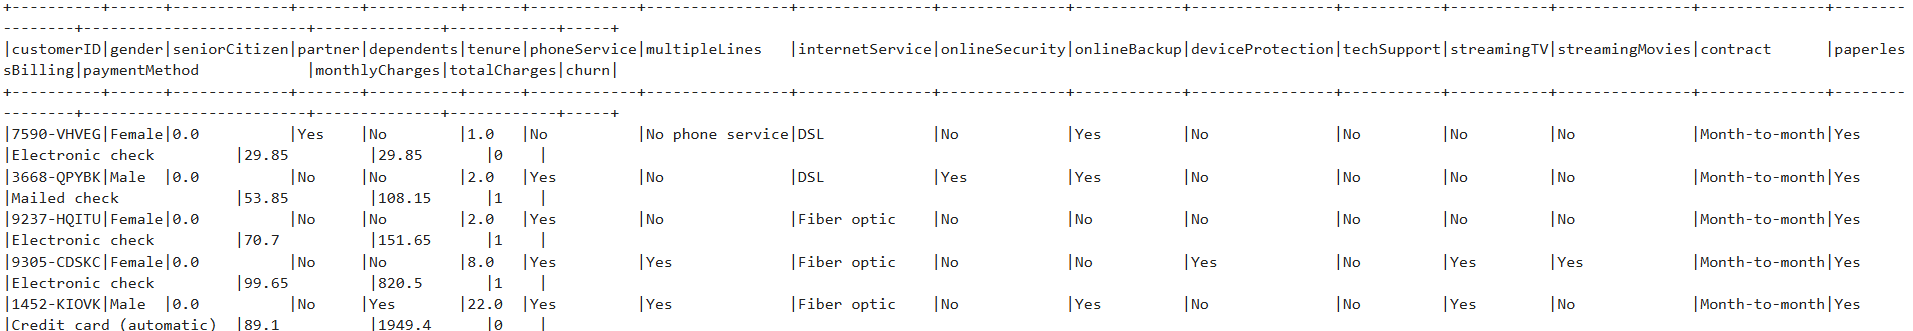 +----------+------+-------------+-------+----------+------+------------+----------------+---------------+--------------+------------+----------------+-----------+-----------+---------------+--------------+--------
--------+-------------------------+--------------+------------+-----+
|customerID|gender|seniorCitizen|partner|dependents|tenure|phoneService|multipleLines   |internetService|onlineSecurity|onlineBackup|deviceProtection|techSupport|streamingTV|streamingMovies|contract      |paperles
sBilling|paymentMethod            |monthlyCharges|totalCharges|churn|
+----------+------+-------------+-------+----------+------+------------+----------------+---------------+--------------+------------+----------------+-----------+-----------+---------------+--------------+--------
--------+-------------------------+--------------+------------+-----+
|7590-VHVEG|Female|0.0          |Yes    |No        |1.0   |No          |No phone service|DSL            |No            |Yes         |No              |No         |No         |No             |Month-to-month|Yes
|Electronic check         |29.85         |29.85       |0    |
|3668-QPYBK|Male  |0.0          |No     |No        |2.0   |Yes         |No              |DSL            |Yes           |Yes         |No              |No         |No         |No             |Month-to-month|Yes
|Mailed check             |53.85         |108.15      |1    |
|9237-HQITU|Female|0.0          |No     |No        |2.0   |Yes         |No              |Fiber optic    |No            |No          |No              |No         |No         |No             |Month-to-month|Yes
|Electronic check         |70.7          |151.65      |1    |
|9305-CDSKC|Female|0.0          |No     |No        |8.0   |Yes         |Yes             |Fiber optic    |No            |No          |Yes             |No         |Yes        |Yes            |Month-to-month|Yes
|Electronic check         |99.65         |820.5       |1    |
|1452-KIOVK|Male  |0.0          |No     |Yes       |22.0  |Yes         |Yes             |Fiber optic    |No            |Yes         |No              |No         |Yes        |No             |Month-to-month|Yes
|Credit card (automatic)  |89.1          |1949.4      |0    |